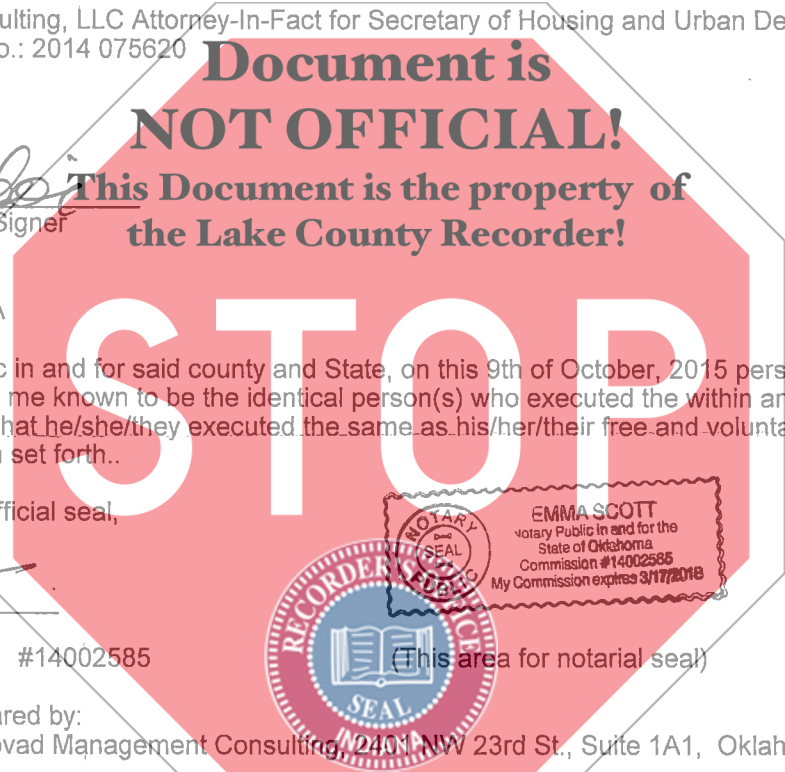 ulting, LLC Attorney-In-Fact for Secretary of Housing and Urban De
o.: 2014 075620
Document is
NOT OFFICIAL!
This Document is the property of
the Lake County Recorder!
Signer
STOP
c in and for said county and State, on this 9th of October, 2015 pers
me known to be the identical person(s) who executed the within an
hat he/she/they executed the same as his/her/their free and volunta
set forth..
fficial seal,
NOTARY
SEAL
PUBLIC
EMMA SCOTT
Notary Public in and for the
State of Oklahoma
Commission #14002585
My Commission expires 3/17/2018
RECORDER'S OFFICE
SEAL
INDIANA
#14002585
(This area for notarial seal)
ared by:
ovad Management Consulting, 2401 NW 23rd St., Suite 1A1, Oklah